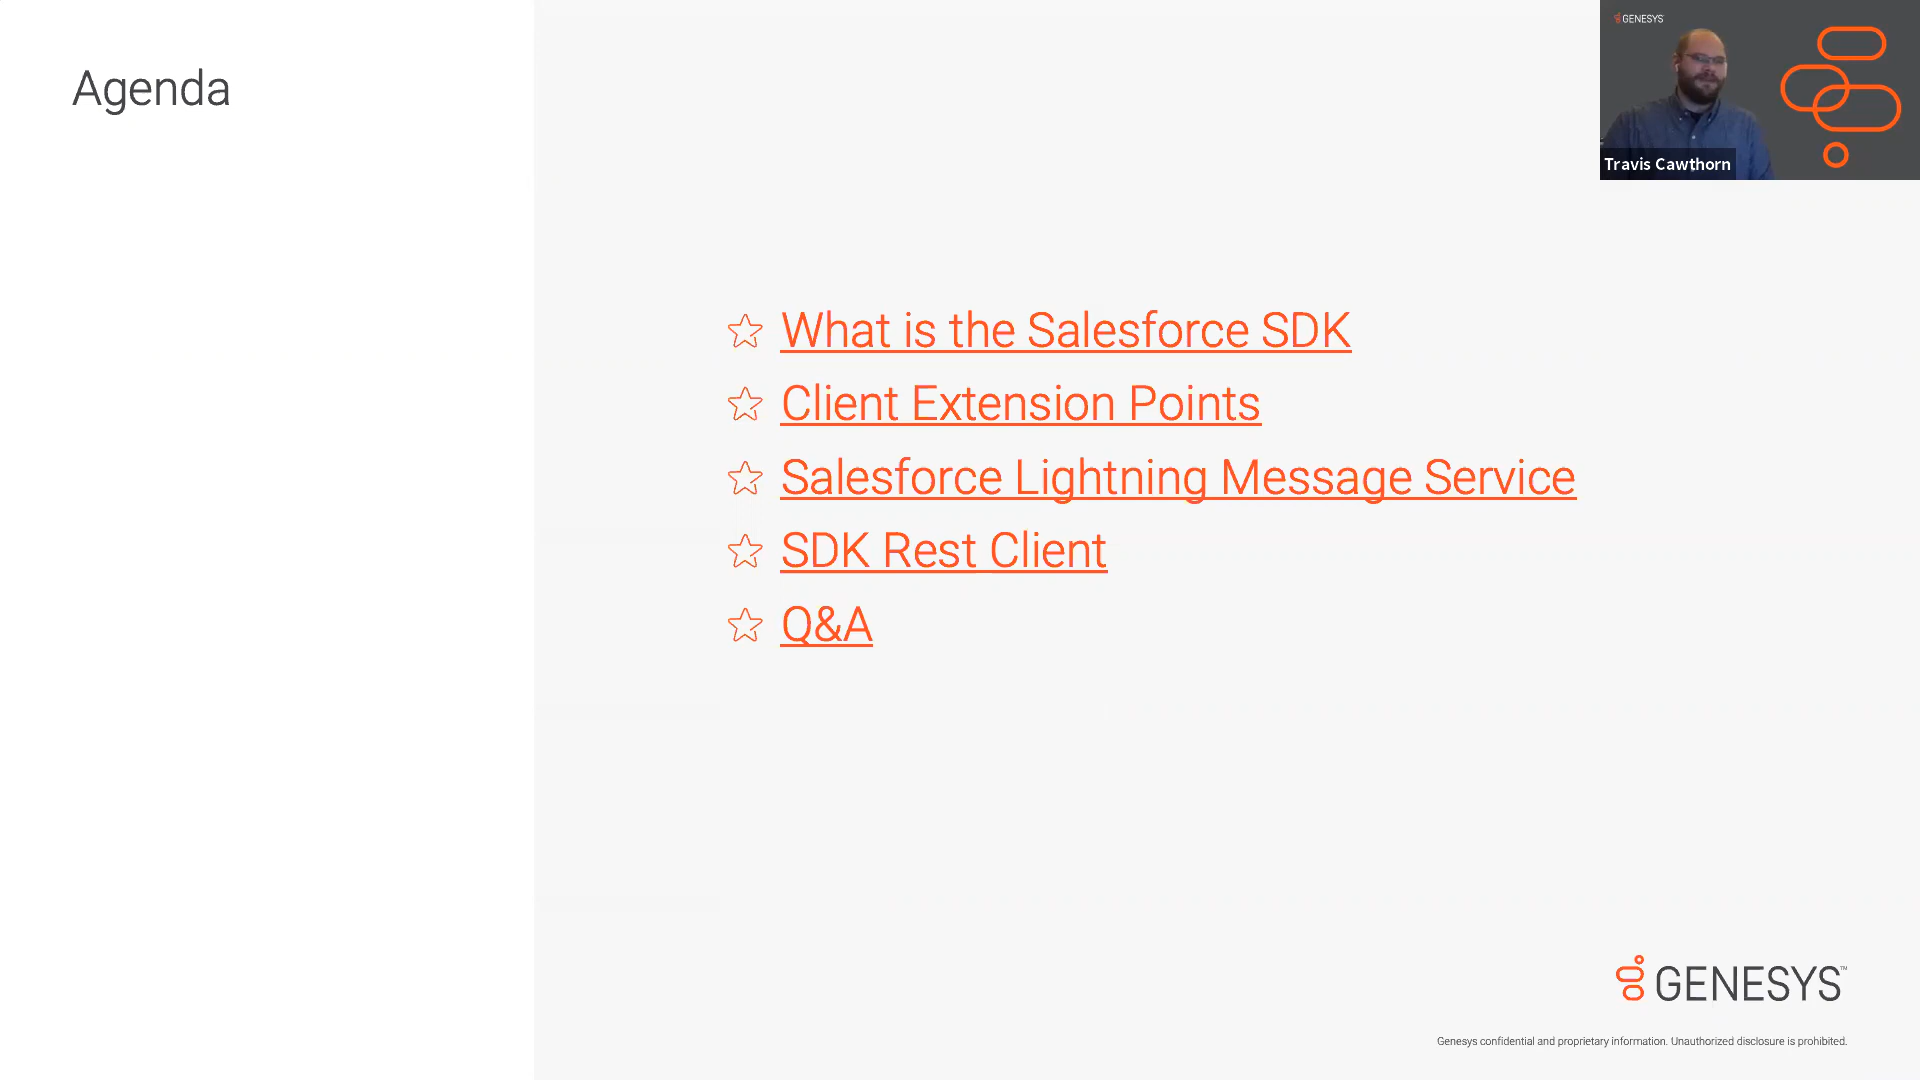 Agenda
GENESYS
Travis Cawthorn
What is the Salesforce SDK
Client Extension Points
Salesforce Lightning Message Service
SDK Rest Client
Q&A
GENESYS™
Genesys confidential and proprietary information. Unauthorized disclosure is prohibited.